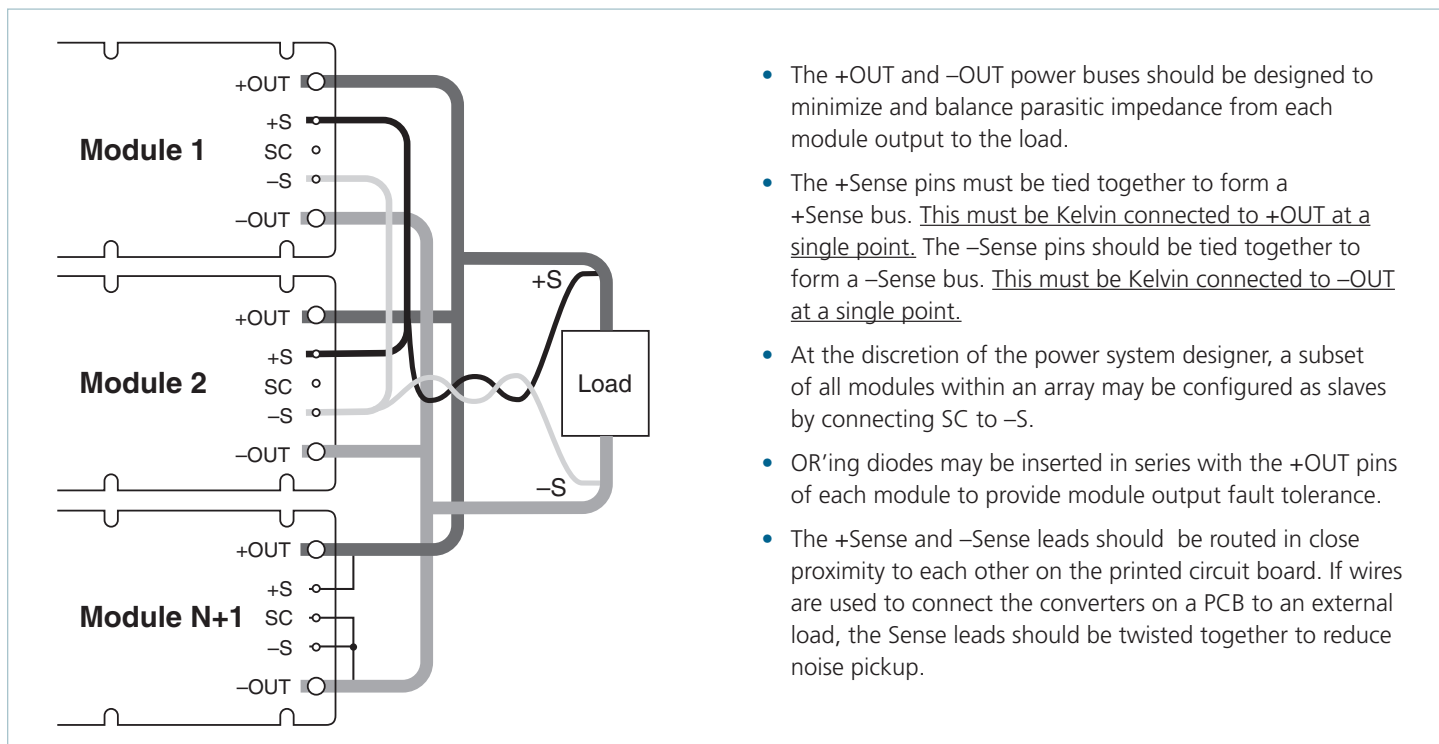 +OUT
+S
Module 1
SC
–S
–OUT
+OUT
+S
Module 2
SC
–S
–OUT
+OUT
+S
Module N+1
SC
–S
–OUT
+S
Load
–S
• The +OUT and –OUT power buses should be designed to
minimize and balance parasitic impedance from each
module output to the load.
• The +Sense pins must be tied together to form a
+Sense bus. This must be Kelvin connected to +OUT at a
single point. The –Sense pins should be tied together to
form a –Sense bus. This must be Kelvin connected to –OUT
at a single point.
• At the discretion of the power system designer, a subset
of all modules within an array may be configured as slaves
by connecting SC to –S.
• OR’ing diodes may be inserted in series with the +OUT pins
of each module to provide module output fault tolerance.
• The +Sense and –Sense leads should  be routed in close
proximity to each other on the printed circuit board. If wires
are used to connect the converters on a PCB to an external
load, the Sense leads should be twisted together to reduce
noise pickup.